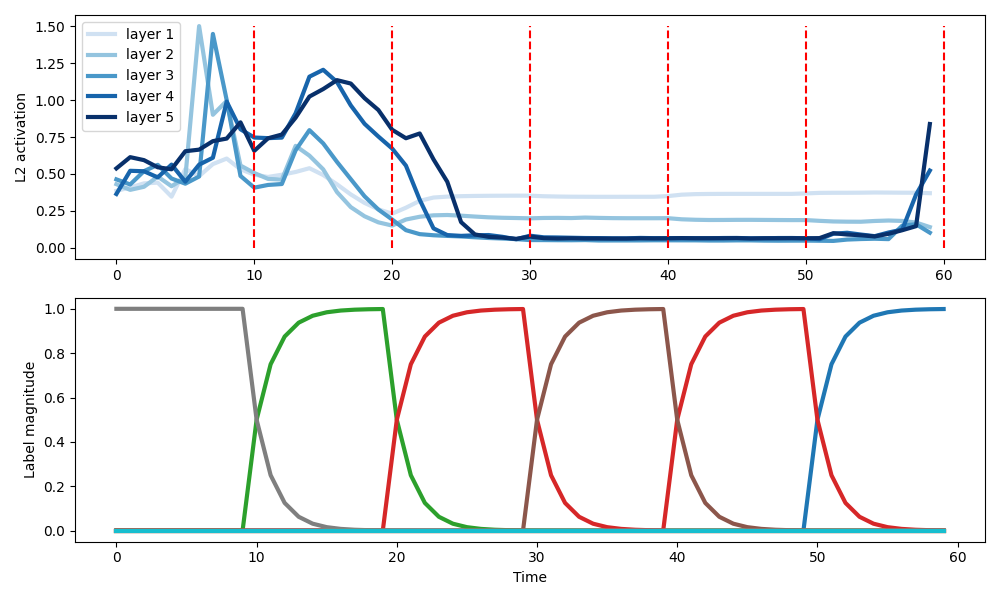 L2 activation
1.50
1.25
1.00
0.75
0.50
0.25
0.00
layer 1
layer 2
layer 3
layer 4
layer 5
0 10 20 30 40 50 60
Label magnitude
1.0
0.8
0.6
0.4
0.2
0.0
0 10 20 30 40 50 60
Time